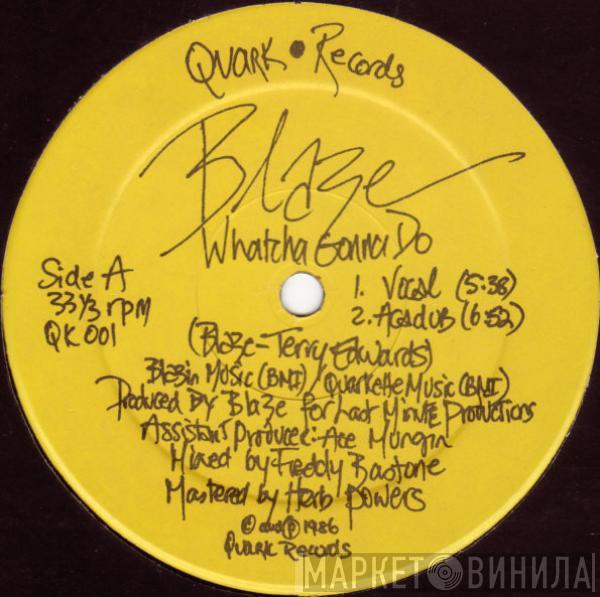 Quark • Records
Blaze
Whatcha Gonna Do
Side A
33 1/3 rpm
QK 001
1. Vocal (5:38)
2. Acadub (6:52)
(Blaze-Terry Edwards)
Blazin Music (BMI) / Quarkette Music (BMI)
Produced By Blaze for Last Minute Productions
Assistant Producer: Ace Mungin
Mixed by Freddy Bastone
Mastered by Herb Powers
© and ℗ 1986
Quark Records
МАРКЕТ ВИНИЛА